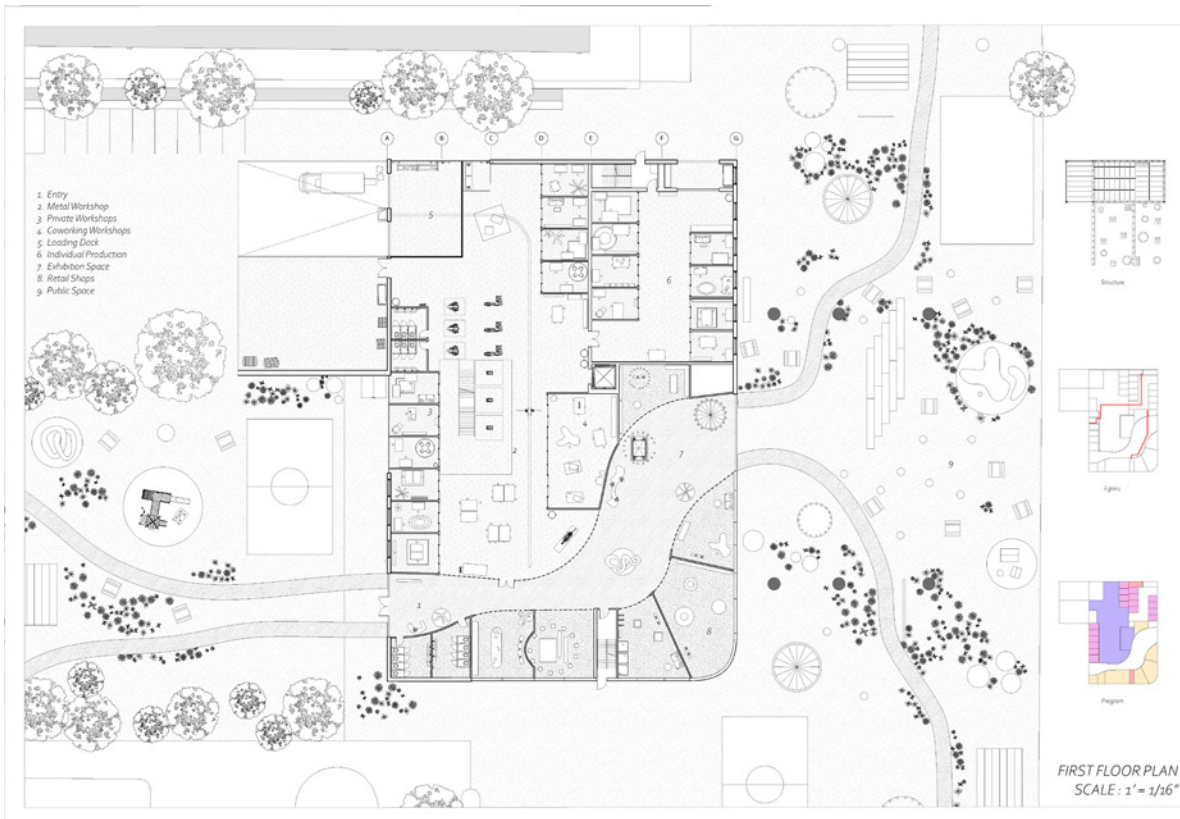 A B C D E F G
1. Entry
2. Metal Workshop
3. Private Workshops
4. Coworking Workshops
5. Loading Dock
6. Individual Production
7. Exhibition Space
8. Retail Shops
9. Public Space
5
6
3
4
2
7
9
1
8
Structure
Egress
Program
FIRST FLOOR PLAN
SCALE : 1' = 1/16"